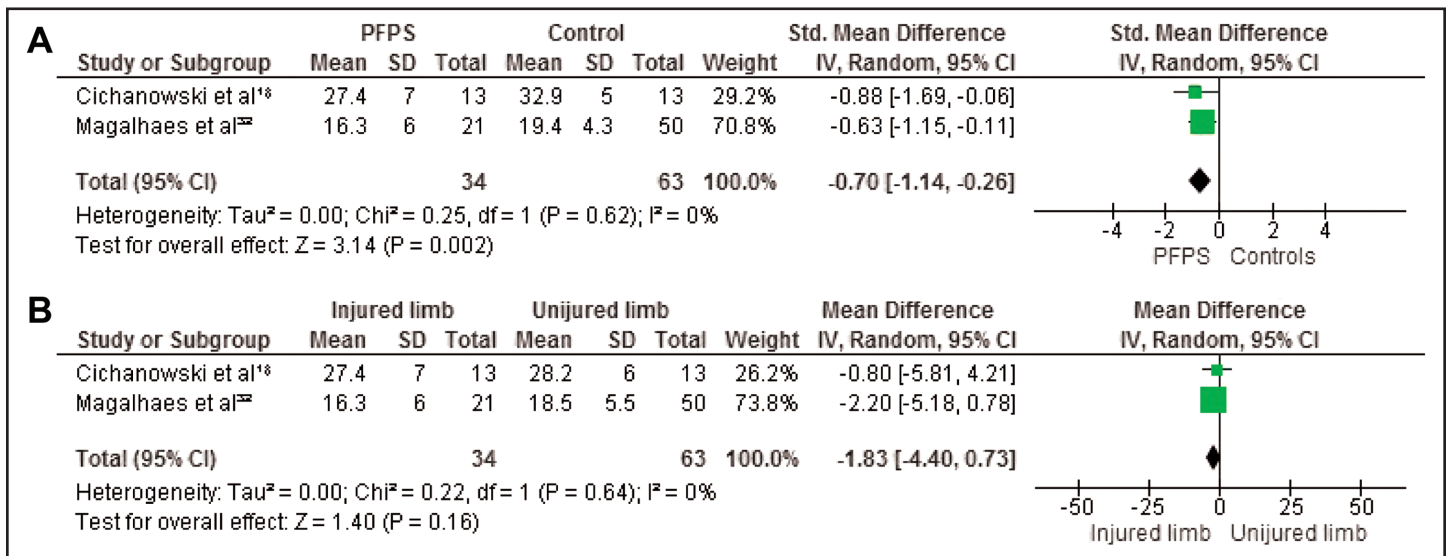 A
PFPS Control Std. Mean Difference Std. Mean Difference
Study or Subgroup Mean SD Total Mean SD Total Weight IV, Random, 95% CI IV, Random, 95% CI
Cichanowski et al¹⁸ 27.4 7 13 32.9 5 13 29.2% -0.88 [-1.69, -0.06]
Magalhaes et al³² 16.3 6 21 19.4 4.3 50 70.8% -0.63 [-1.15, -0.11]
Total (95% CI) 34 63 100.0% -0.70 [-1.14, -0.26]
Heterogeneity: Tau² = 0.00; Chi² = 0.25, df = 1 (P = 0.62); I² = 0%
Test for overall effect: Z = 3.14 (P = 0.002)
-4 -2 0 2 4
PFPS Controls
B
Injured limb Unijured limb Mean Difference Mean Difference
Study or Subgroup Mean SD Total Mean SD Total Weight IV, Random, 95% CI IV, Random, 95% CI
Cichanowski et al¹⁸ 27.4 7 13 28.2 6 13 26.2% -0.80 [-5.81, 4.21]
Magalhaes et al³² 16.3 6 21 18.5 5.5 50 73.8% -2.20 [-5.18, 0.78]
Total (95% CI) 34 63 100.0% -1.83 [-4.40, 0.73]
Heterogeneity: Tau² = 0.00; Chi² = 0.22, df = 1 (P = 0.64); I² = 0%
Test for overall effect: Z = 1.40 (P = 0.16)
-50 -25 0 25 50
Injured limb Unijured limb